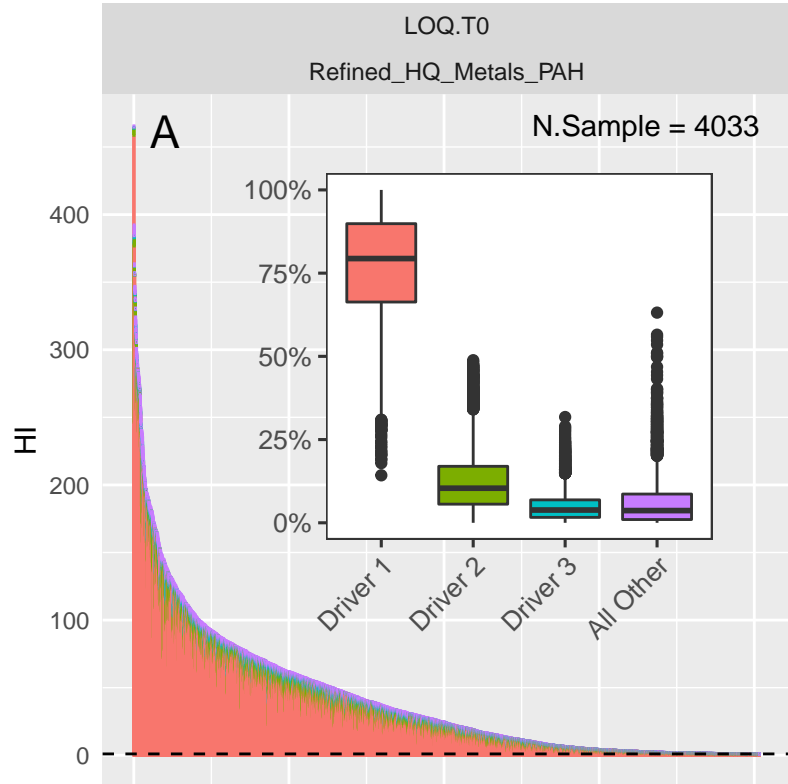 LOQ.T0
Refined_HQ_Metals_PAH
A
N.Sample = 4033
HI
400
300
200
100
0
100%
75%
50%
25%
0%
Driver 1
Driver 2
Driver 3
All Other